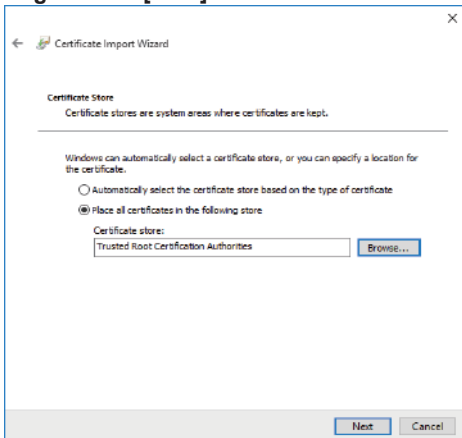 Certificate Import Wizard
Certificate Store
Certificate stores are system areas where certificates are kept.
Windows can automatically select a certificate store, or you can specify a location for
the certificate.
Automatically select the certificate store based on the type of certificate
Place all certificates in the following store
Certificate store:
Trusted Root Certification Authorities
Browse...
Next
Cancel